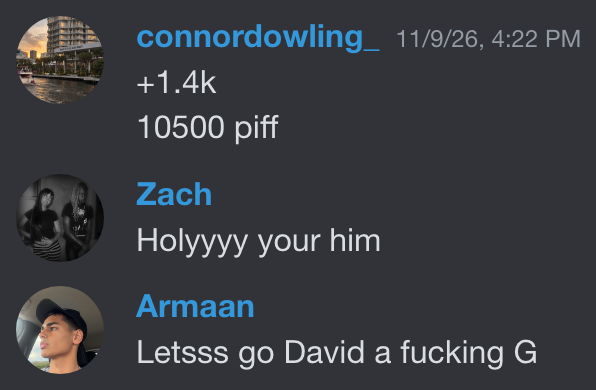 connordowling_ 11/9/26, 4:22 PM
+1.4k
10500 piff
Zach
Holyyyy your him
Armaan
Letsss go David a fucking G